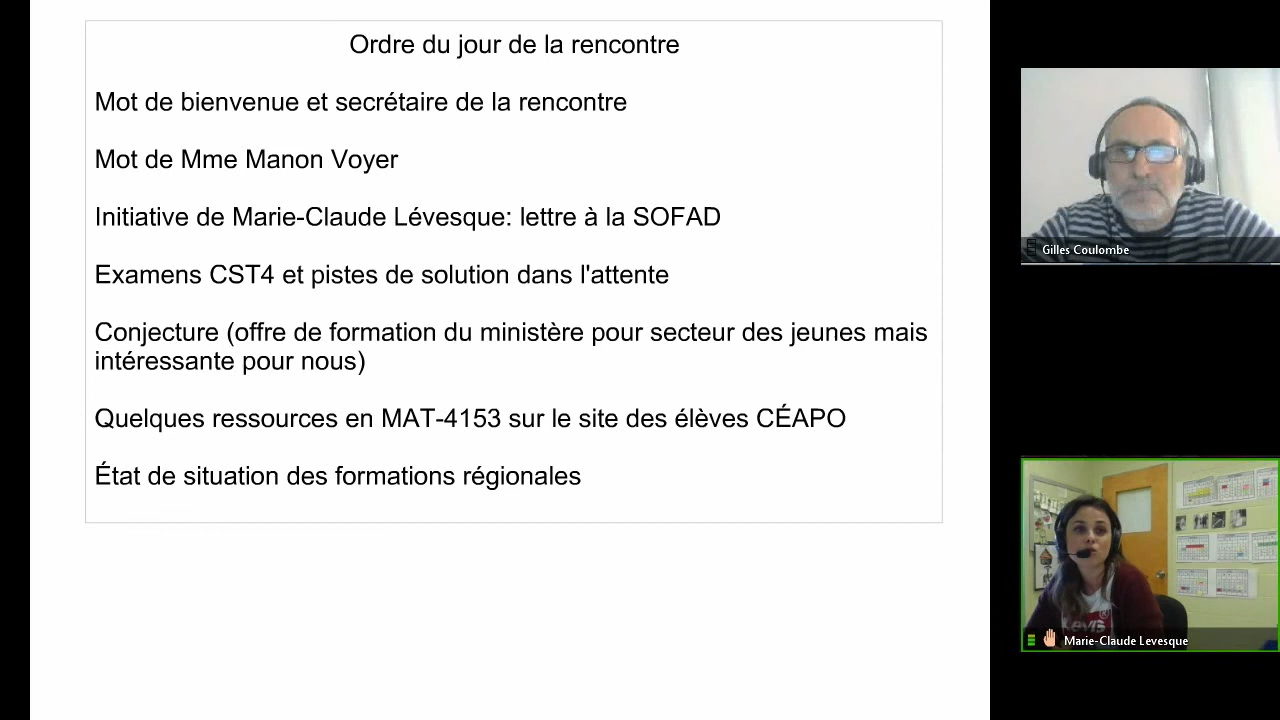 Ordre du jour de la rencontre
Mot de bienvenue et secrétaire de la rencontre
Mot de Mme Manon Voyer
Initiative de Marie-Claude Lévesque: lettre à la SOFAD
Examens CST4 et pistes de solution dans l'attente
Conjecture (offre de formation du ministère pour secteur des jeunes mais
intéressante pour nous)
Quelques ressources en MAT-4153 sur le site des élèves CÉAPO
État de situation des formations régionales
Gilles Coulombe
Levi's
Marie-Claude Levesque